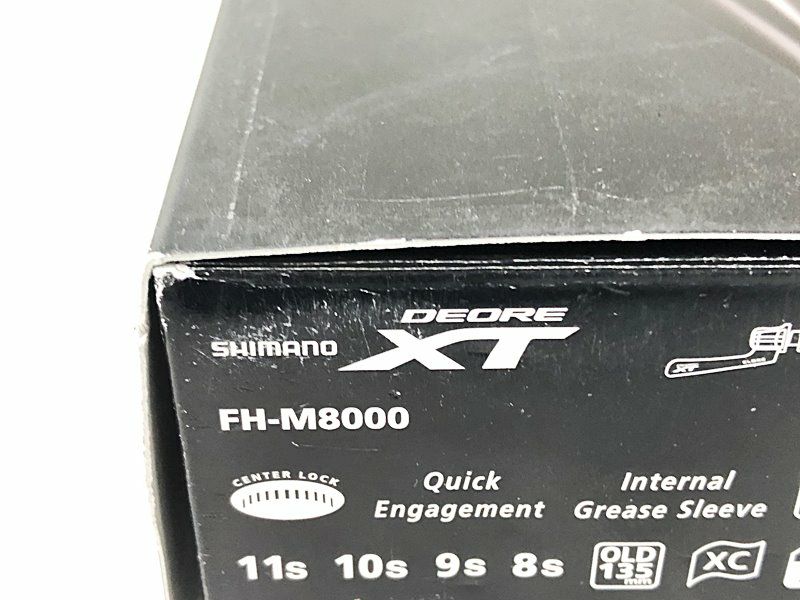 DEORE
SHIMANO XT
FH-M8000
CENTER LOCK
Quick Engagement
Internal Grease Sleeve
11s 10s 9s 8s OLD 135 mm XC